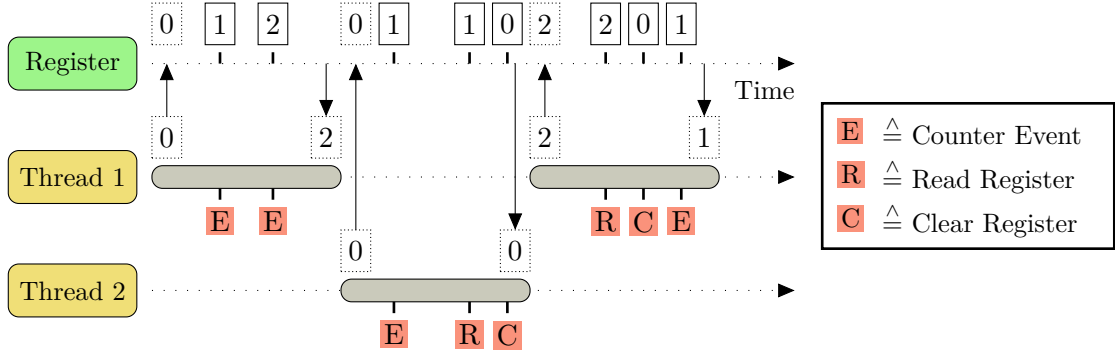 0 1 2 0 1 1 0 2 2 0 1
Register
Time
0 2 2 1
E ≙ Counter Event
Thread 1
R ≙ Read Register
E E R C E
C ≙ Clear Register
0 0
Thread 2
E R C